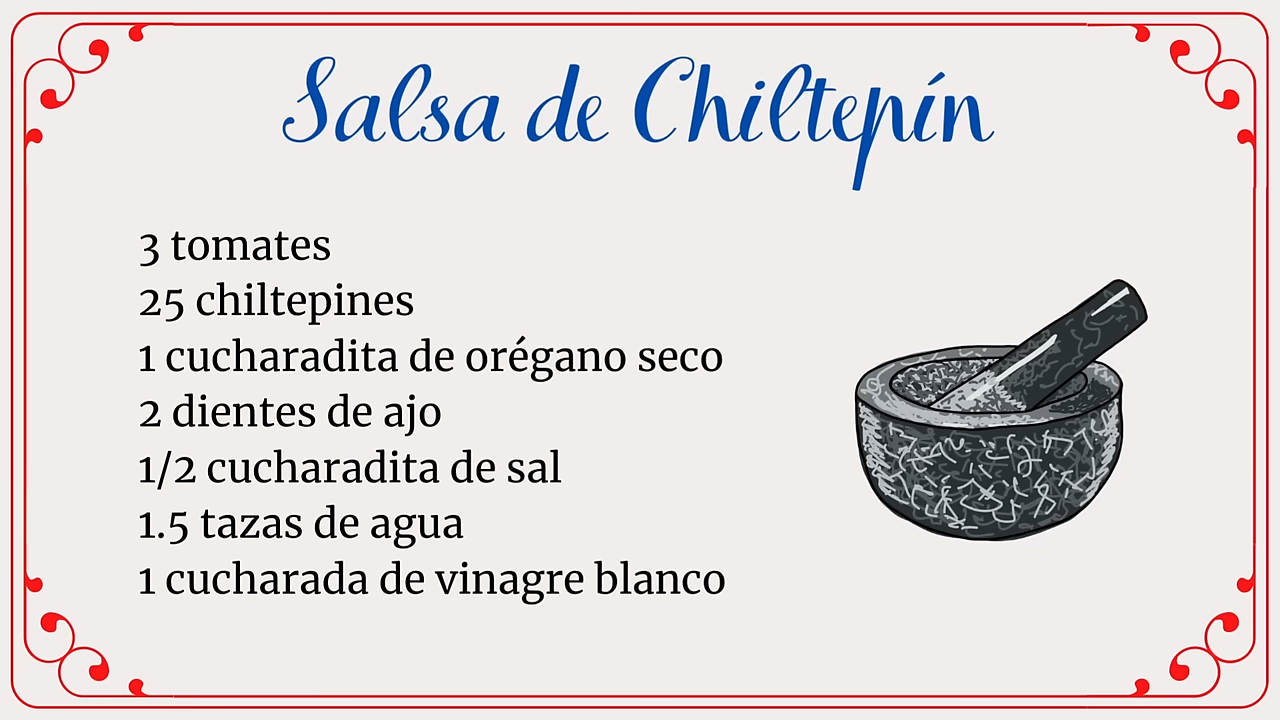 Salsa de Chiltepín
3 tomates
25 chiltepines
1 cucharadita de orégano seco
2 dientes de ajo
1/2 cucharadita de sal
1.5 tazas de agua
1 cucharada de vinagre blanco